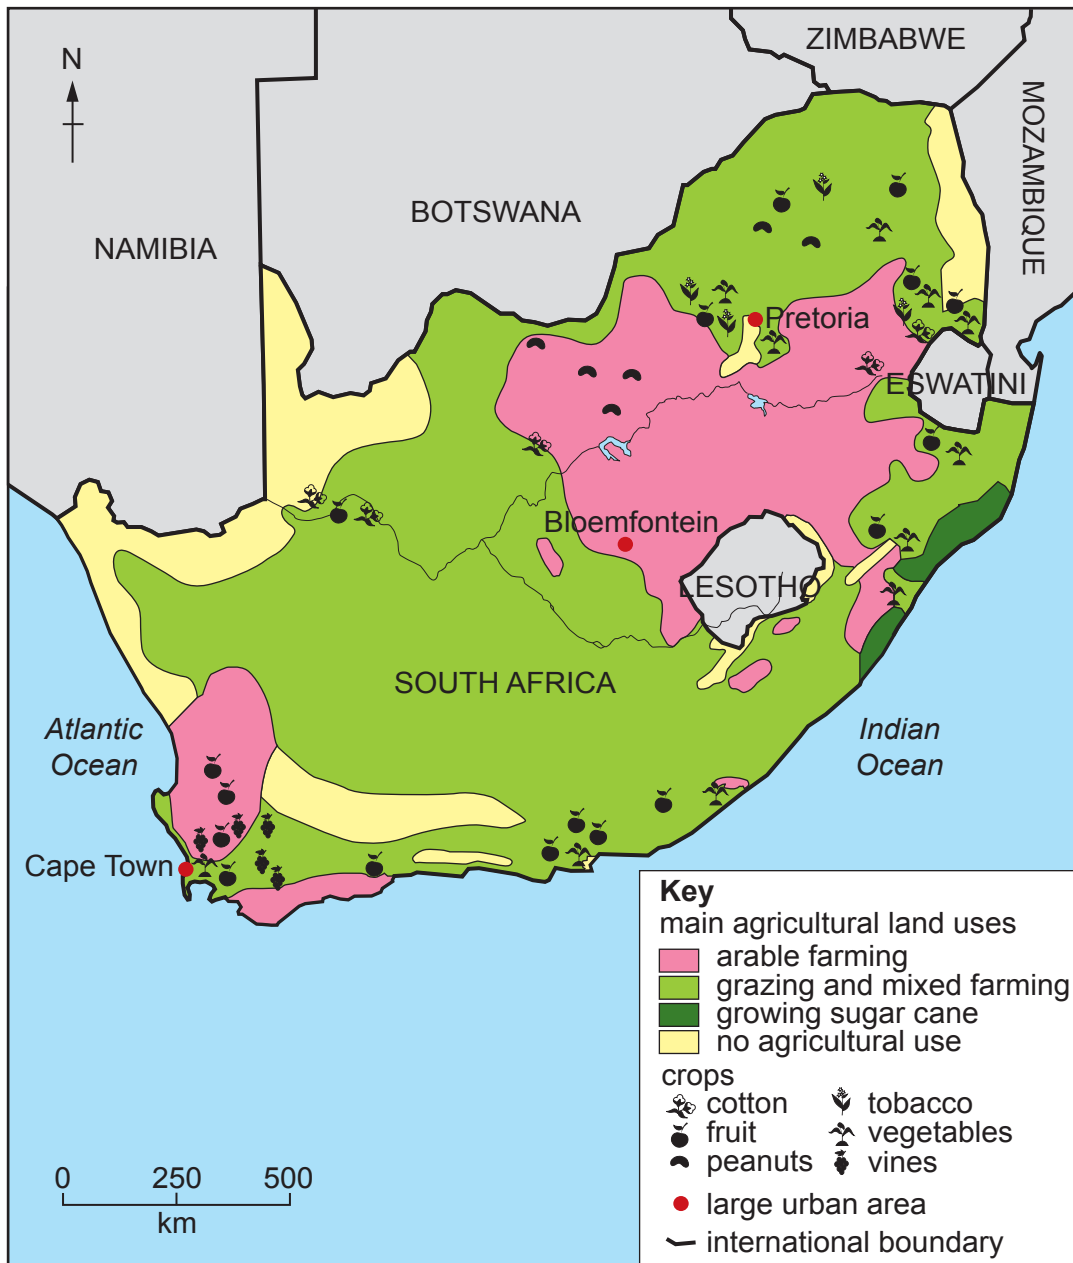 ZIMBABWE
N
MOZAMBIQUE
BOTSWANA
NAMIBIA
Pretoria
ESWATINI
Bloemfontein
LESOTHO
SOUTH AFRICA
Atlantic
Ocean
Indian
Ocean
Cape Town
Key
main agricultural land uses
arable farming
grazing and mixed farming
growing sugar cane
no agricultural use
crops
cotton
tobacco
fruit
vegetables
peanuts
vines
large urban area
international boundary
0 250 500
km